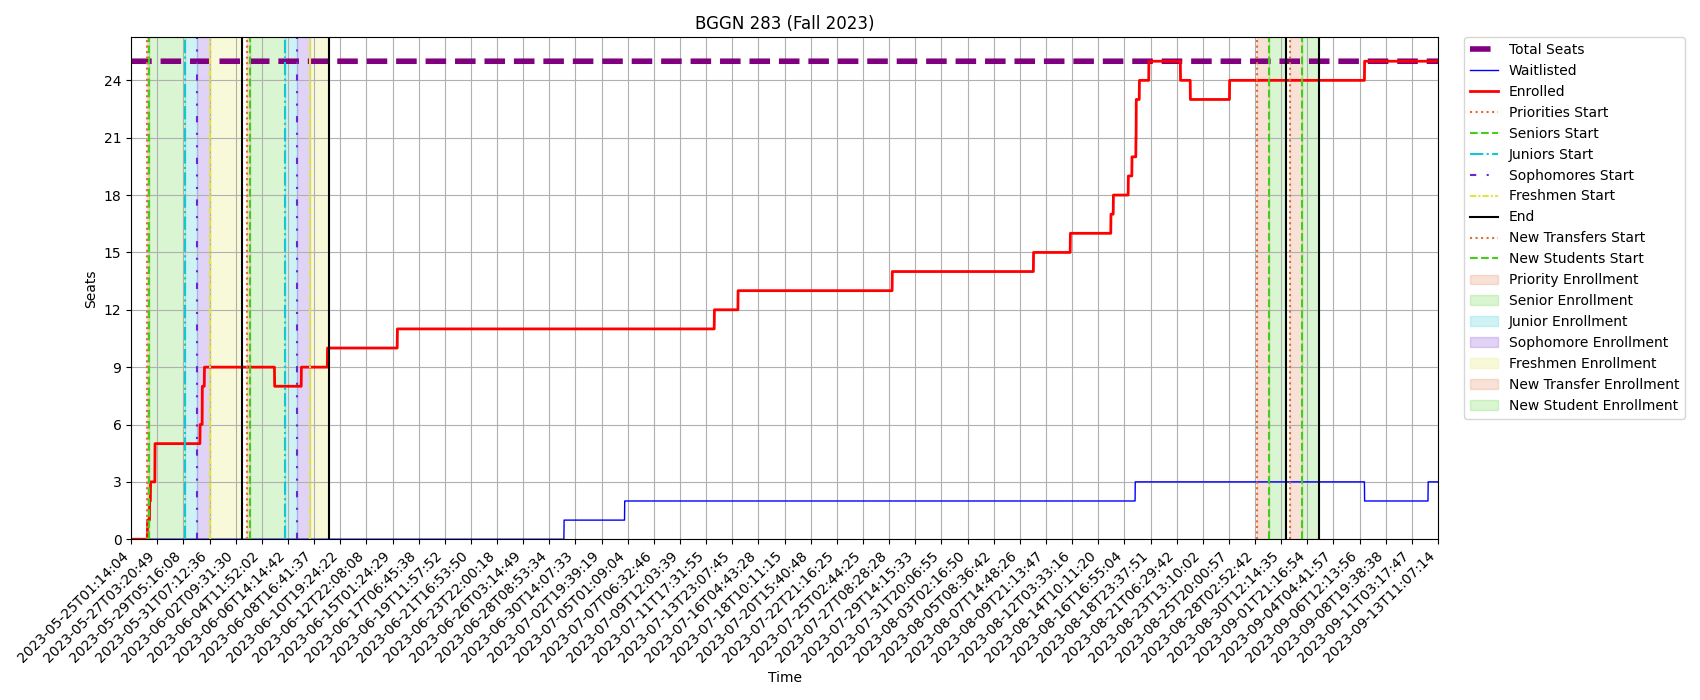 BGGN 283 (Fall 2023)
Seats
24
21
18
15
12
9
6
3
0
2023-05-25T01:14:04
2023-05-27T03:20:49
2023-05-29T05:16:08
2023-05-31T07:12:36
2023-06-02T09:31:30
2023-06-04T11:52:02
2023-06-06T14:14:42
2023-06-08T16:41:37
2023-06-10T19:24:22
2023-06-12T22:08:08
2023-06-15T01:24:29
2023-06-17T06:45:38
2023-06-19T11:57:52
2023-06-21T16:53:50
2023-06-23T22:00:18
2023-06-26T03:14:49
2023-06-28T08:53:34
2023-06-30T14:07:33
2023-07-02T19:39:19
2023-07-05T01:09:04
2023-07-07T06:32:46
2023-07-09T12:03:39
2023-07-11T17:31:55
2023-07-13T23:07:45
2023-07-16T04:43:28
2023-07-18T10:11:15
2023-07-20T15:40:48
2023-07-22T21:16:25
2023-07-25T02:44:25
2023-07-27T08:28:28
2023-07-29T14:15:33
2023-07-31T20:06:55
2023-08-03T02:16:50
2023-08-05T08:36:42
2023-08-07T14:48:26
2023-08-09T21:13:47
2023-08-12T03:33:16
2023-08-14T10:11:20
2023-08-16T16:55:04
2023-08-18T23:37:51
2023-08-21T06:29:42
2023-08-23T13:10:02
2023-08-25T20:00:57
2023-08-28T02:52:42
2023-08-30T12:14:35
2023-09-01T21:16:54
2023-09-04T04:41:57
2023-09-06T12:13:56
2023-09-08T19:38:38
2023-09-11T03:17:47
2023-09-13T11:07:14
Time
Total Seats
Waitlisted
Enrolled
Priorities Start
Seniors Start
Juniors Start
Sophomores Start
Freshmen Start
End
New Transfers Start
New Students Start
Priority Enrollment
Senior Enrollment
Junior Enrollment
Sophomore Enrollment
Freshmen Enrollment
New Transfer Enrollment
New Student Enrollment